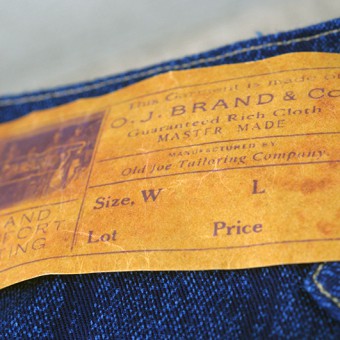 This Garment is made of
O. J. BRAND & Co
Guaranteed Rich Cloth
MASTER MADE
MANUFACTURED BY
Old Joe Tailoring Company.
Size, W L
Lot Price
AND
FORT
ING